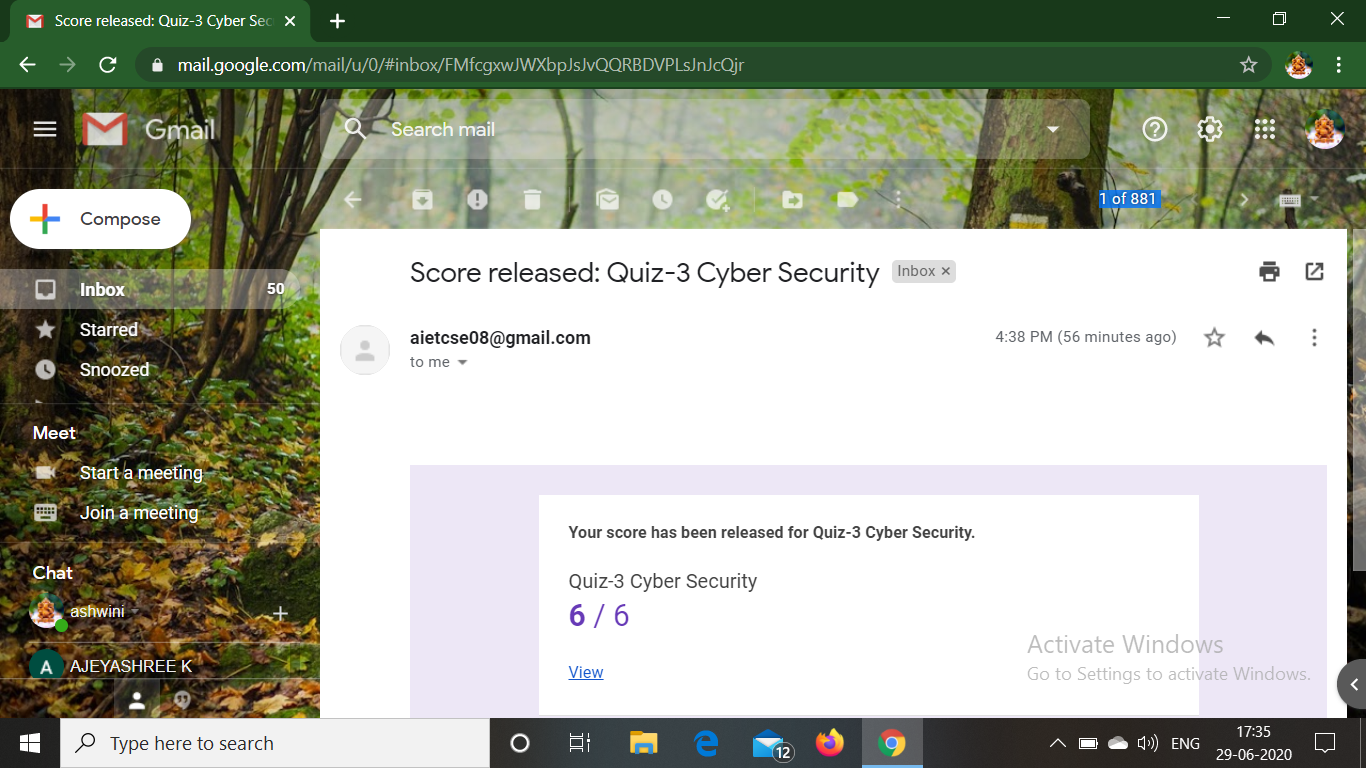 Score released: Quiz-3 Cyber Sec
mail.google.com/mail/u/0/#inbox/FMfcgxwJWXbpJsJvQQRBDVPLsJnJcQjr
Gmail
Search mail
Compose
1 of 881
Score released: Quiz-3 Cyber Security
Inbox ×
Inbox 50
Starred
Snoozed
aietcse08@gmail.com
4:38 PM (56 minutes ago)
to me
Meet
Start a meeting
Join a meeting
Chat
ashwini
A AJEYASHREE K
Your score has been released for Quiz-3 Cyber Security.
Quiz-3 Cyber Security
6 / 6
View
Activate Windows
Go to Settings to activate Windows.
Type here to search
12
ENG
17:35
29-06-2020